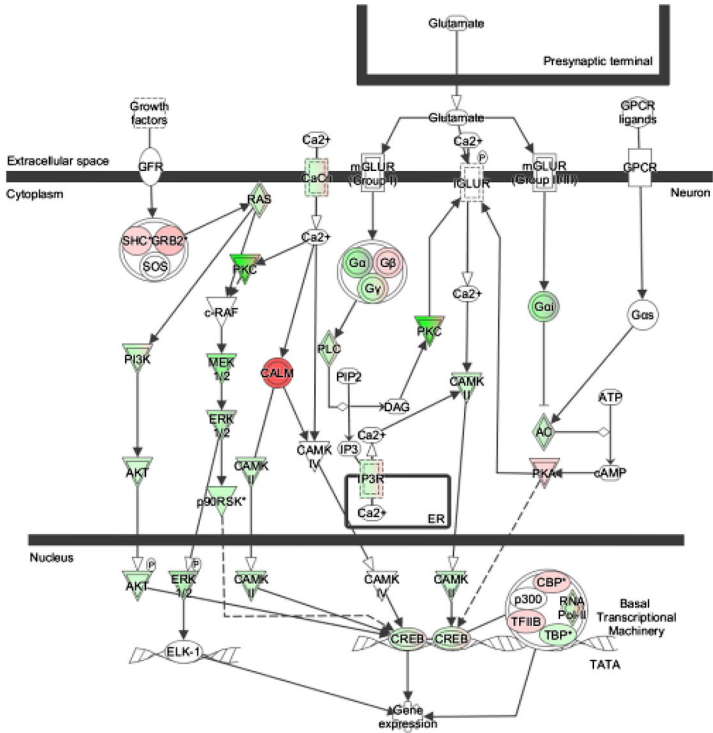 Glutamate
Presynaptic terminal
Growth
factors
Glutamate
GPCR
ligands
Ca2+
Ca2+
P
Extracellular space
GFR
mGLUR
(Group I)
iGLUR
mGLUR
(Group II/III)
GPCR
Cytoplasm
Neuron
RAS
SHC*
GRB2*
SOS
Ca2+
PKC
Gα
Gβ
Gγ
Ca2+
Gαi
Gαs
c-RAF
PI3K
MEK
1/2
CALM
PLC
PKC
PIP2
CAMK
II
DAG
ATP
ERK
1/2
Ca2+
AC
CAMK
IV
IP3
AKT
CAMK
II
IP3R
PKA
cAMP
p90RSK*
Ca2+
ER
Nucleus
P
P
AKT
ERK
1/2
CAMK
II
CAMK
IV
CAMK
II
CBP*
p300
RNA
Pol-II
TFIIB
TBP*
Basal
Transcriptional
Machinery
CREB
CREB
ELK-1
TATA
Gene
expression